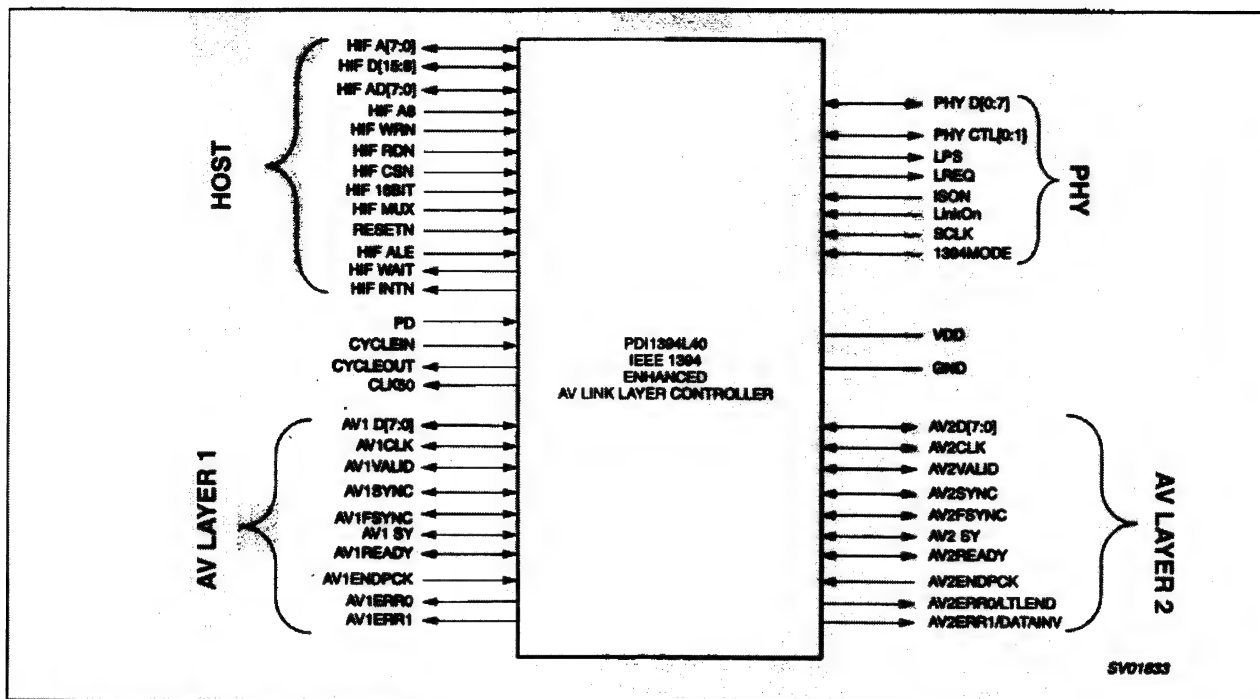 HOST
HIF A[7:0]
HIF D[15:8]
HIF AD[7:0]
HIF A8
HIF WRN
HIF RDN
HIF CSN
HIF 16BIT
HIF MUX
RESETN
HIF ALE
HIF WAIT
HIF INTN
PD
CYCLEIN
CYCLEOUT
CLK50
AV LAYER 1
AV1 D[7:0]
AV1CLK
AV1VALID
AV1SYNC
AV1FSYNC
AV1 SY
AV1READY
AV1ENDPCK
AV1ERR0
AV1ERR1
PDI1394L40
IEEE 1394
ENHANCED
AV LINK LAYER CONTROLLER
PHY D[0:7]
PHY CTL[0:1]
LPS
LREQ
ISON
LinkOn
SCLK
1394MODE
PHY
VDD
GND
AV2D[7:0]
AV2CLK
AV2VALID
AV2SYNC
AV2FSYNC
AV2 SY
AV2READY
AV2ENDPCK
AV2ERR0/LTLEND
AV2ERR1/DATAINV
AV LAYER 2
SV01833